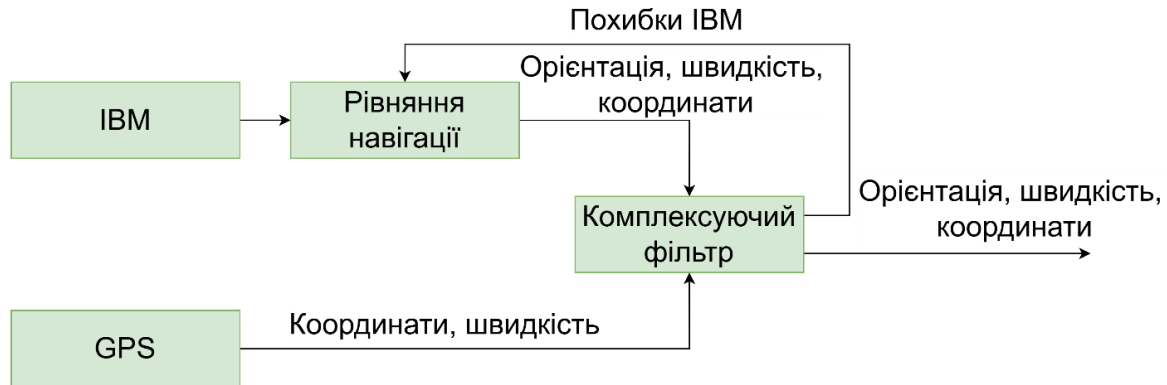 Похибки ІВМ
Орієнтація, швидкість,
координати
ІВМ
Рівняння
навігації
Орієнтація, швидкість,
координати
Комплексуючий
фільтр
Координати, швидкість
GPS